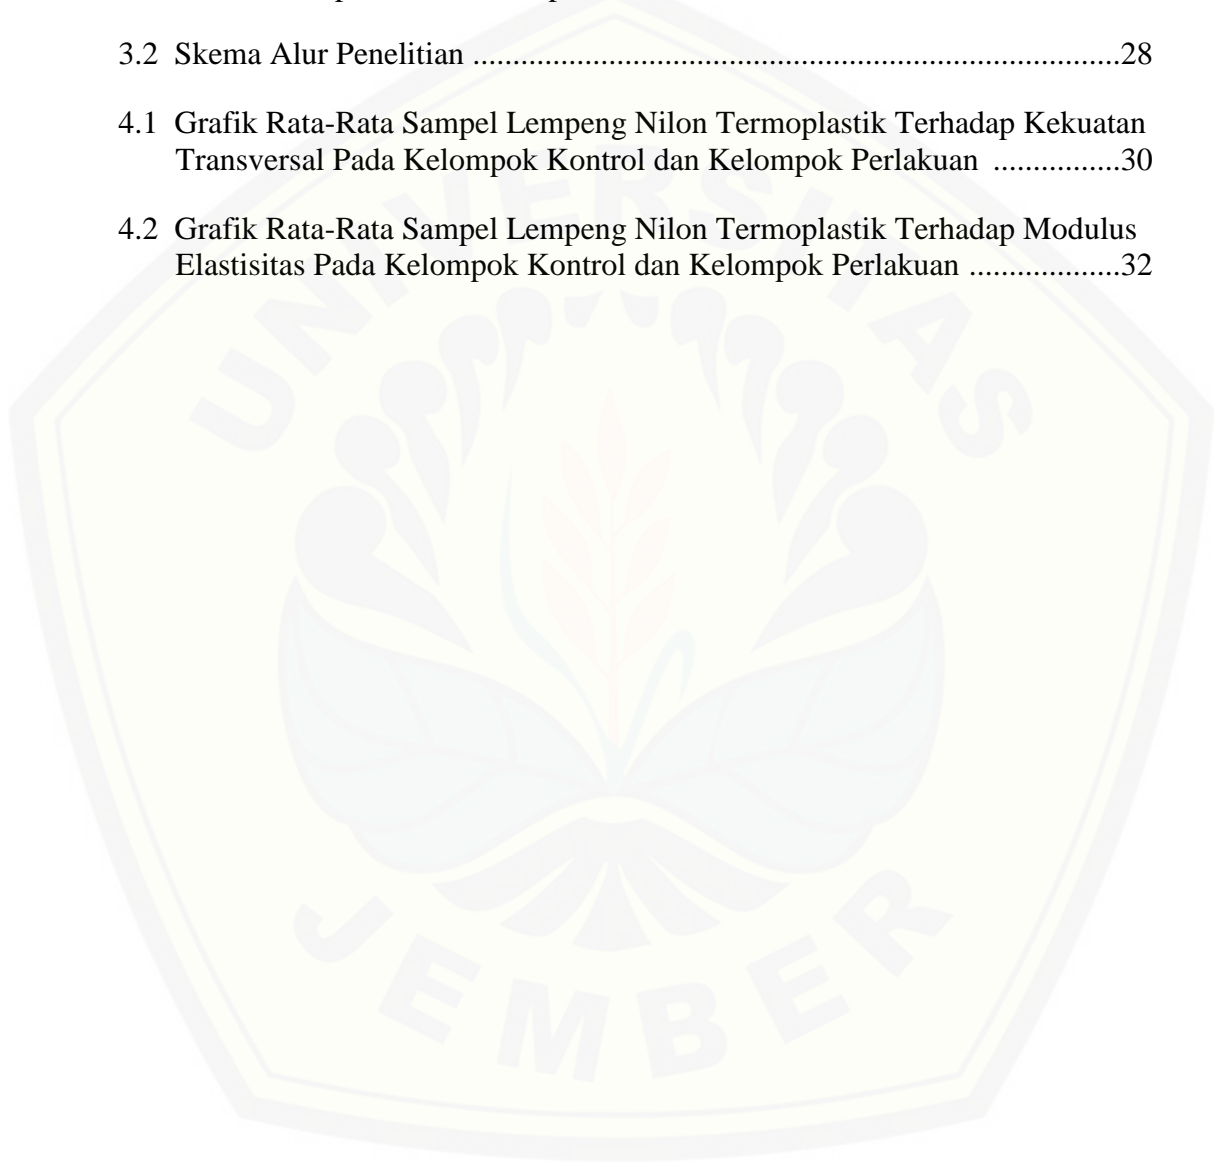 3.2 Skema Alur Penelitian .................................................................................28
4.1 Grafik Rata-Rata Sampel Lempeng Nilon Termoplastik Terhadap Kekuatan
Transversal Pada Kelompok Kontrol dan Kelompok Perlakuan ................30
4.2 Grafik Rata-Rata Sampel Lempeng Nilon Termoplastik Terhadap Modulus
Elastisitas Pada Kelompok Kontrol dan Kelompok Perlakuan ...................32
UNIVERSITAS
JEMBER